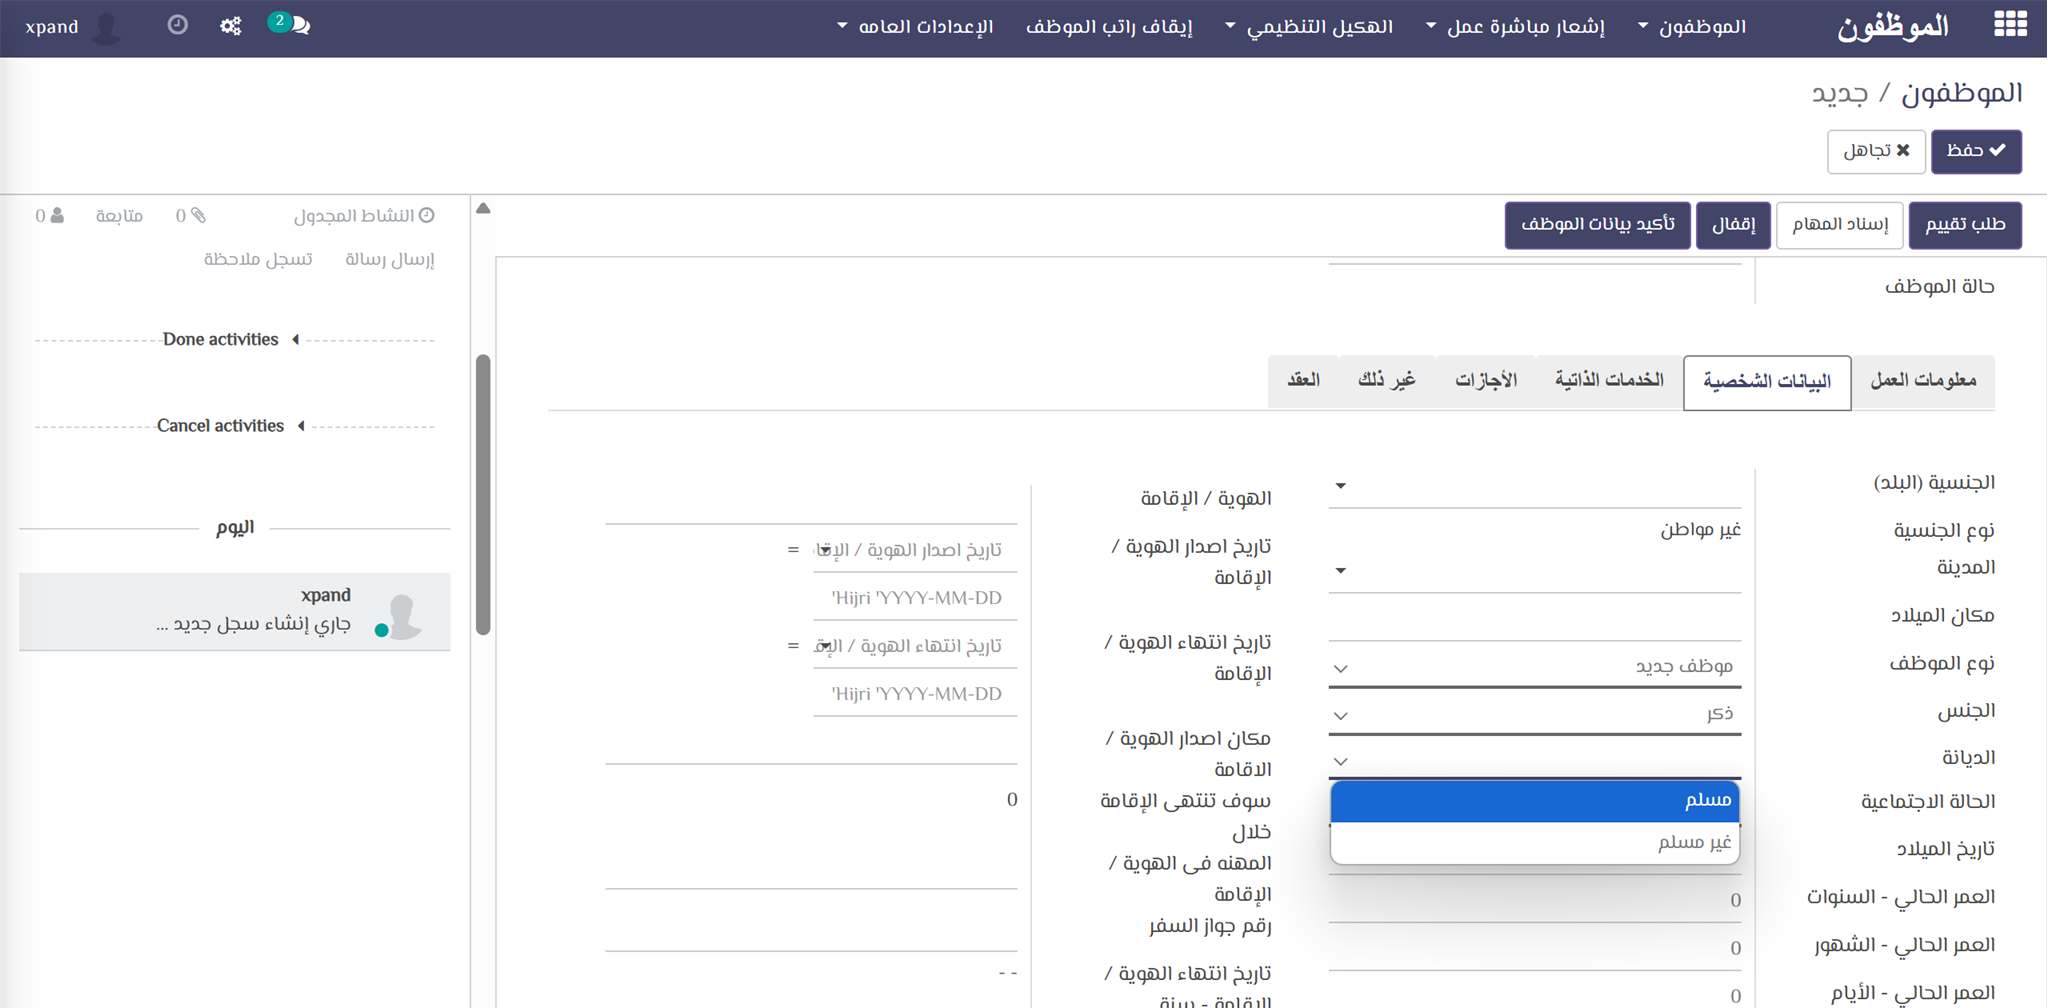 الموظفون
الموظفون
إشعار مباشرة عمل
الهكيل التنظيمي
إيقاف راتب الموظف
الإعدادات العامه
2
xpand
الموظفون / جديد
حفظ
تجاهل
طلب تقييم
إسناد المهام
إقفال
تأكيد بيانات الموظف
حالة الموظف
معلومات العمل
البيانات الشخصية
الخدمات الذاتية
الأجازات
غير ذلك
العقد
الجنسية (البلد)
نوع الجنسية
غير مواطن
المدينة
مكان الميلاد
نوع الموظف
موظف جديد
الجنس
ذكر
الديانة
مسلم
غير مسلم
الحالة الاجتماعية
تاريخ الميلاد
العمر الحالي - السنوات
0
العمر الحالي - الشهور
0
العمر الحالي - الأيام
0
الهوية / الإقامة
تاريخ اصدار الهوية /
الإقامة
تاريخ اصدار الهوية /
=
Hijri 'YYYY-MM-DD'
تاريخ انتهاء الهوية /
الإقامة
تاريخ انتهاء الهوية /
=
Hijri 'YYYY-MM-DD'
مكان اصدار الهوية /
الاقامة
سوف تنتهى الإقامة
خلال
0
المهنه فى الهوية /
الإقامة
رقم جواز السفر
تاريخ انتهاء الهوية /
الإقامة - سنة
- -
النشاط المجدول
0
متابعة
0
إرسال رسالة
تسجل ملاحظة
Done activities
Cancel activities
اليوم
xpand
جاري إنشاء سجل جديد ...